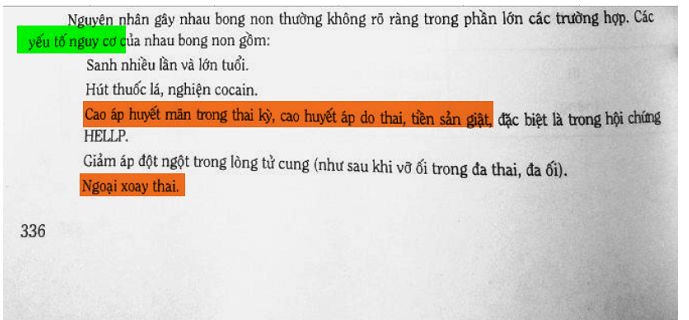 Nguyên nhân gây nhau bong non thường không rõ ràng trong phần lớn các trường hợp. Các
yếu tố nguy cơ của nhau bong non gồm:
Sanh nhiều lần và lớn tuổi.
Hút thuốc lá, nghiện cocain.
Cao áp huyết mãn trong thai kỳ, cao huyết áp do thai, tiền sản giật, đặc biệt là trong hội chứng
HELLP.
Giảm áp đột ngột trong lòng tử cung (như sau khi vỡ ối trong đa thai, đa ối).
Ngoại xoay thai.
336